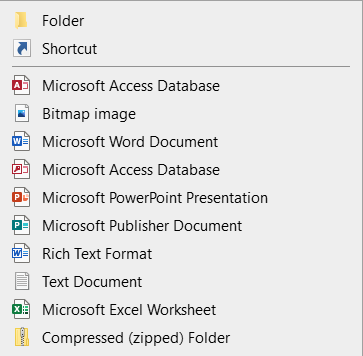 Folder
Shortcut
Microsoft Access Database
Bitmap image
Microsoft Word Document
Microsoft Access Database
Microsoft PowerPoint Presentation
Microsoft Publisher Document
Rich Text Format
Text Document
Microsoft Excel Worksheet
Compressed (zipped) Folder